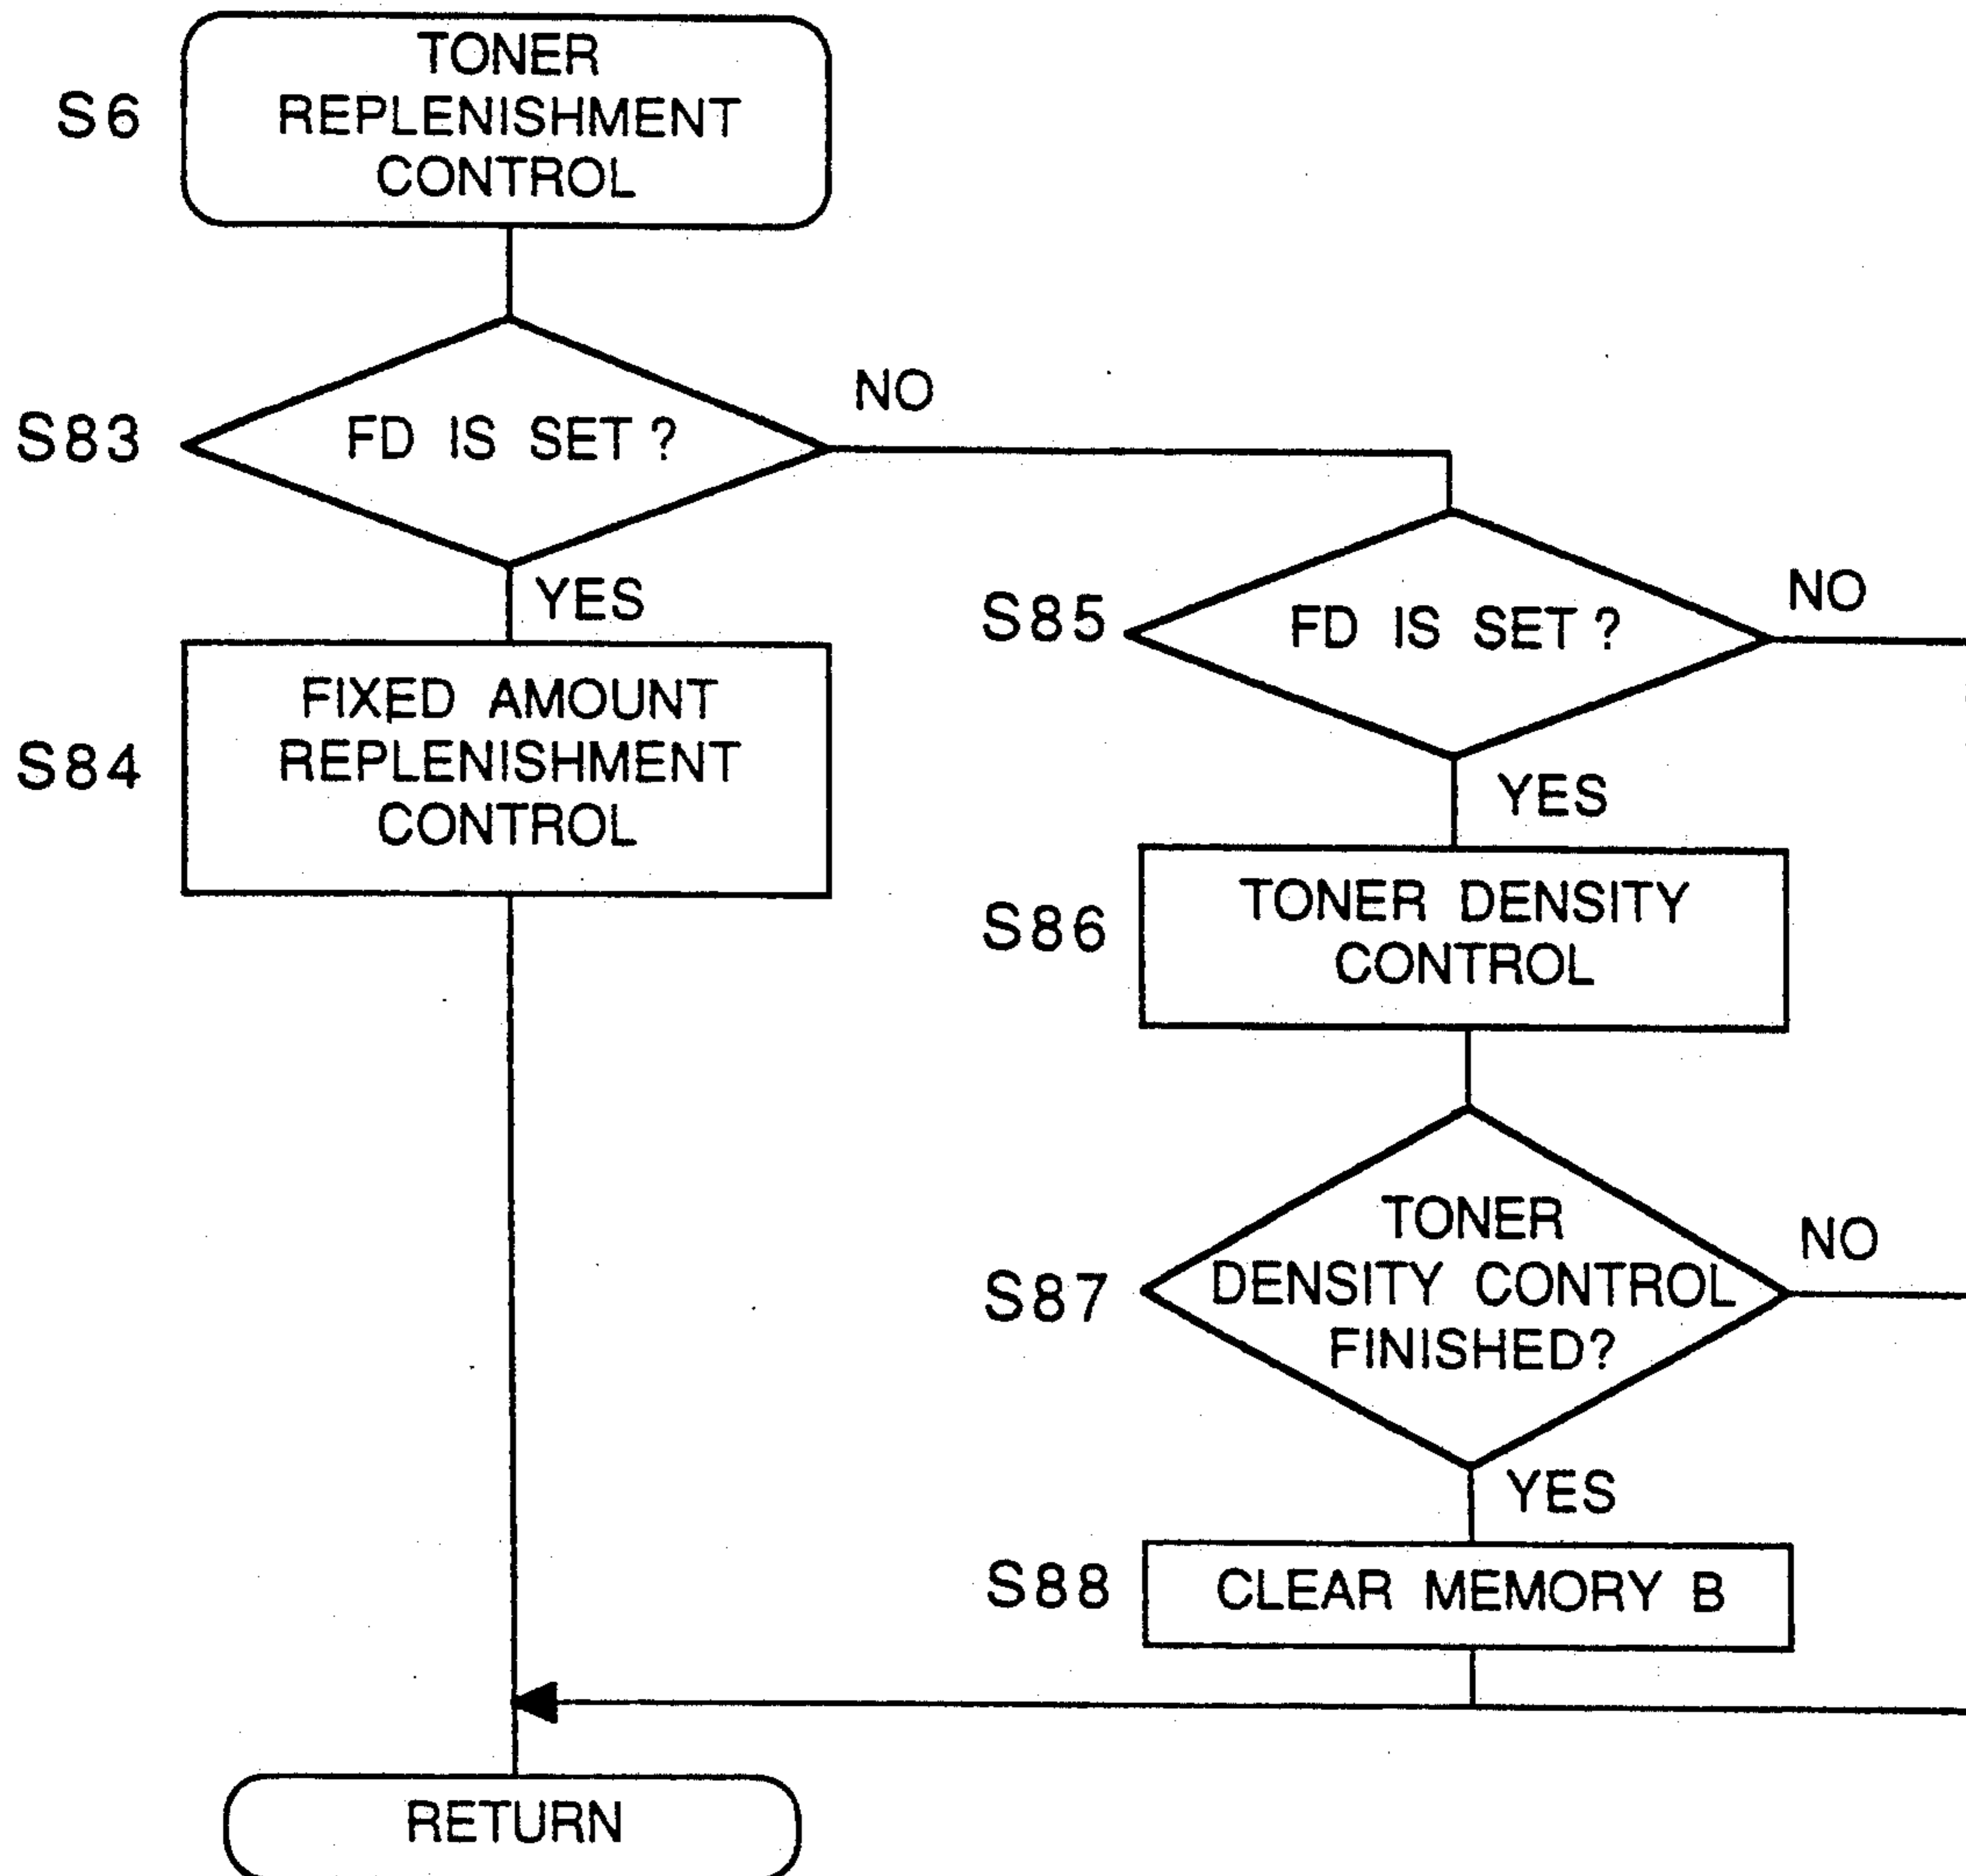 S6
TONER
REPLENISHMENT
CONTROL
S83
FD IS SET ?
NO
YES
S84
FIXED AMOUNT
REPLENISHMENT
CONTROL
S85
FD IS SET ?
NO
YES
S86
TONER DENSITY
CONTROL
S87
TONER
DENSITY CONTROL
FINISHED?
NO
YES
S88
CLEAR MEMORY B
RETURN